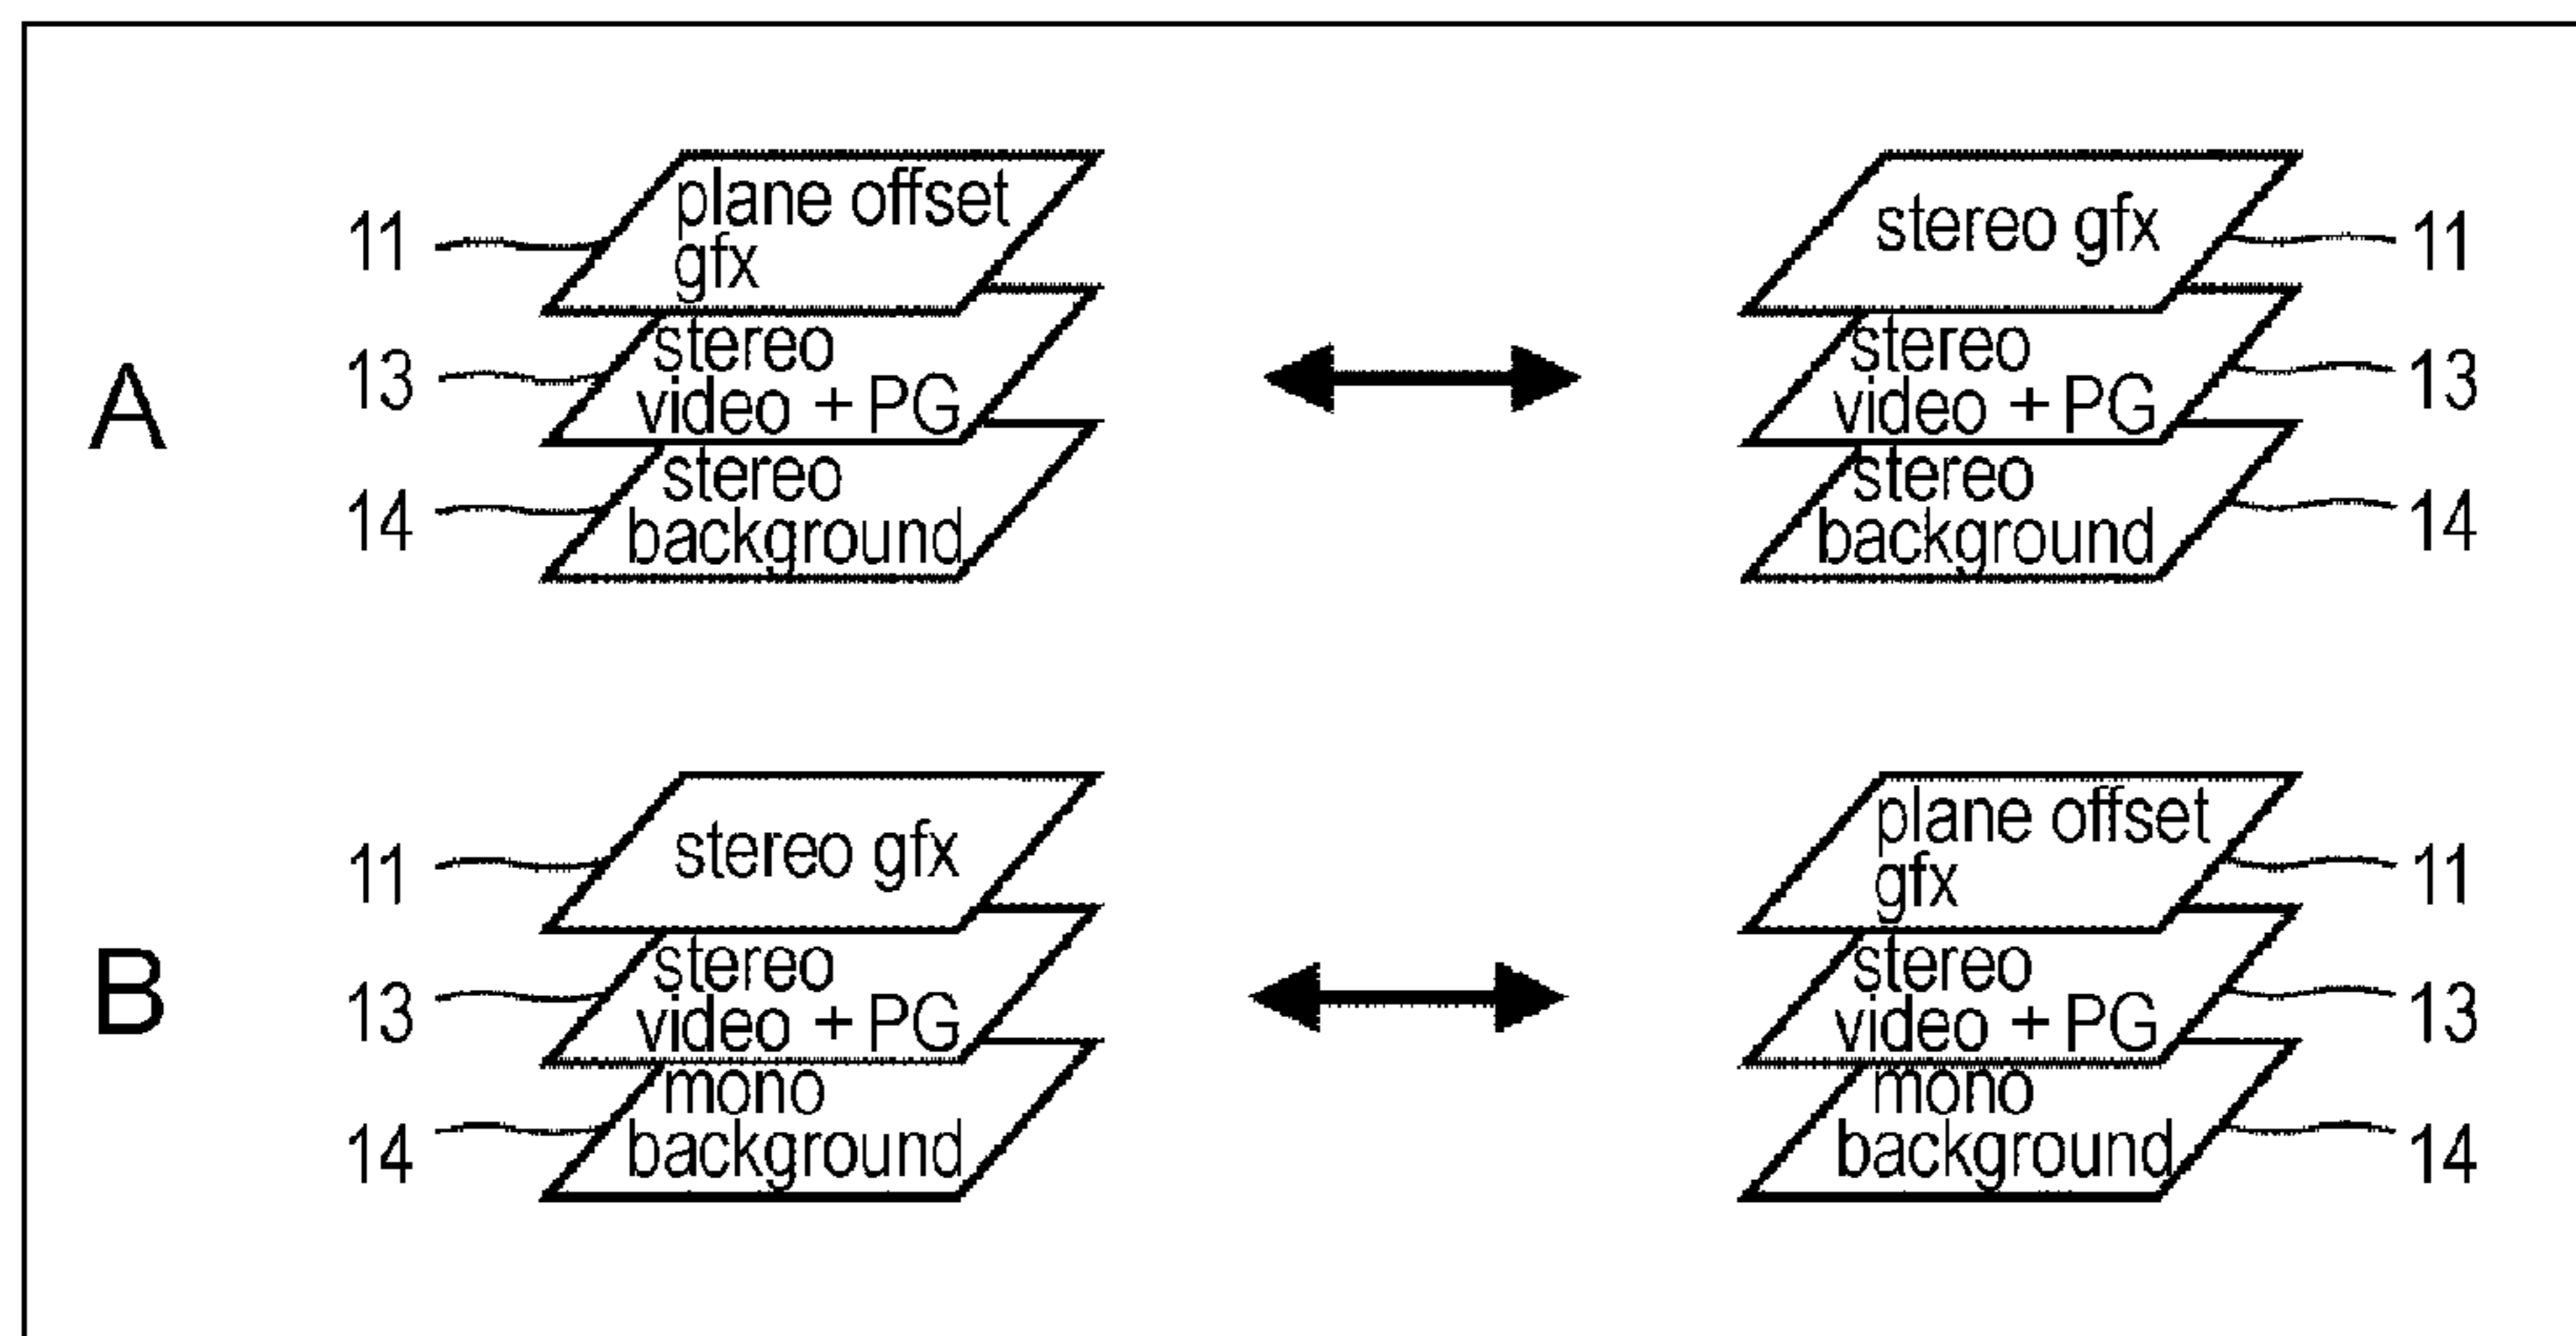 A
11
plane offset
gfx
13
stereo
video + PG
14
stereo
background
stereo gfx
11
stereo
video + PG
13
stereo
background
14
B
11
stereo gfx
13
stereo
video + PG
14
mono
background
plane offset
gfx
11
stereo
video + PG
13
mono
background
14